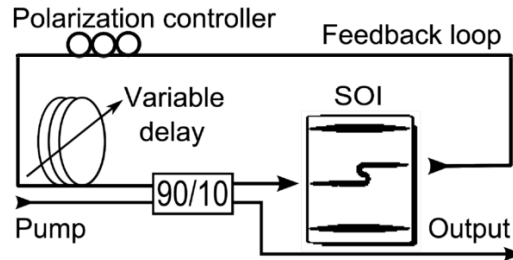 Polarization controller
Feedback loop
Variable
delay
SOI
90/10
Pump
Output